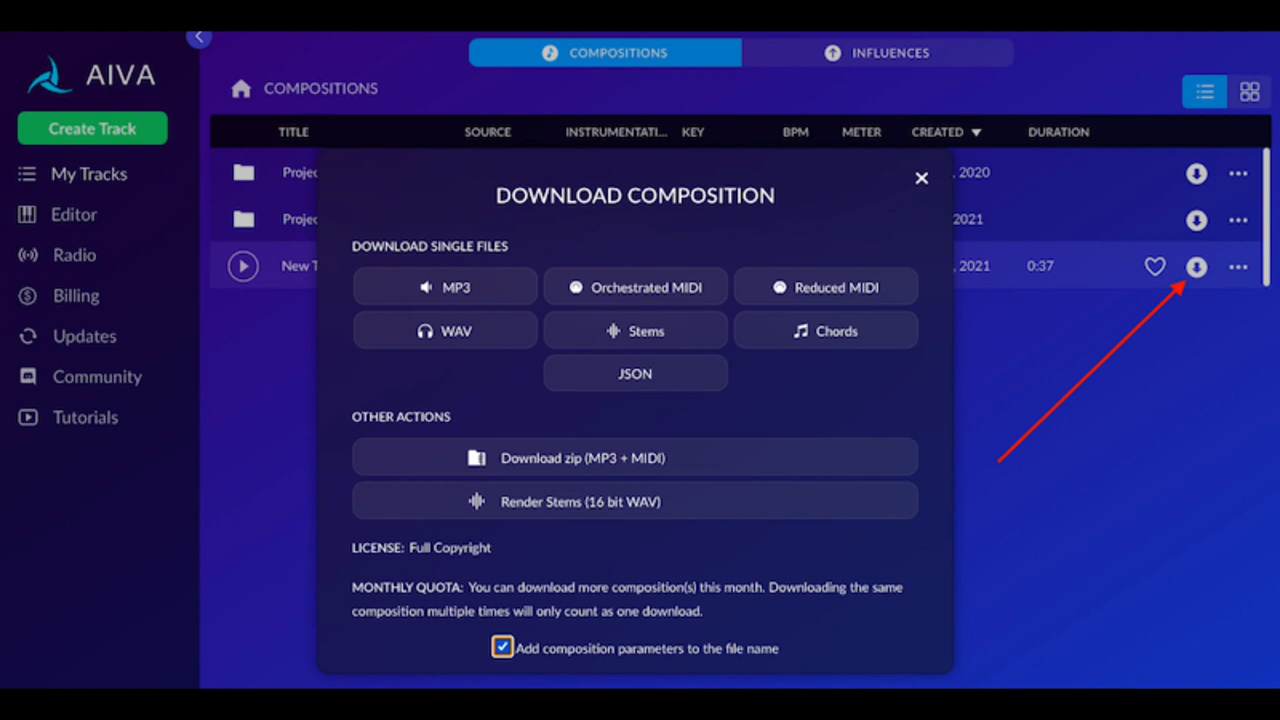 AIVA
Create Track
My Tracks
Editor
Radio
Billing
Updates
Community
Tutorials
COMPOSITIONS
INFLUENCES
COMPOSITIONS
TITLE SOURCE INSTRUMENTATI... KEY BPM METER CREATED DURATION
Projec , 2020
Projec 2021
New T , 2021 0:37
DOWNLOAD COMPOSITION
DOWNLOAD SINGLE FILES
MP3 Orchestrated MIDI Reduced MIDI
WAV Stems Chords
JSON
OTHER ACTIONS
Download zip (MP3 + MIDI)
Render Stems (16 bit WAV)
LICENSE: Full Copyright
MONTHLY QUOTA: You can download more composition(s) this month. Downloading the same
composition multiple times will only count as one download.
Add composition parameters to the file name